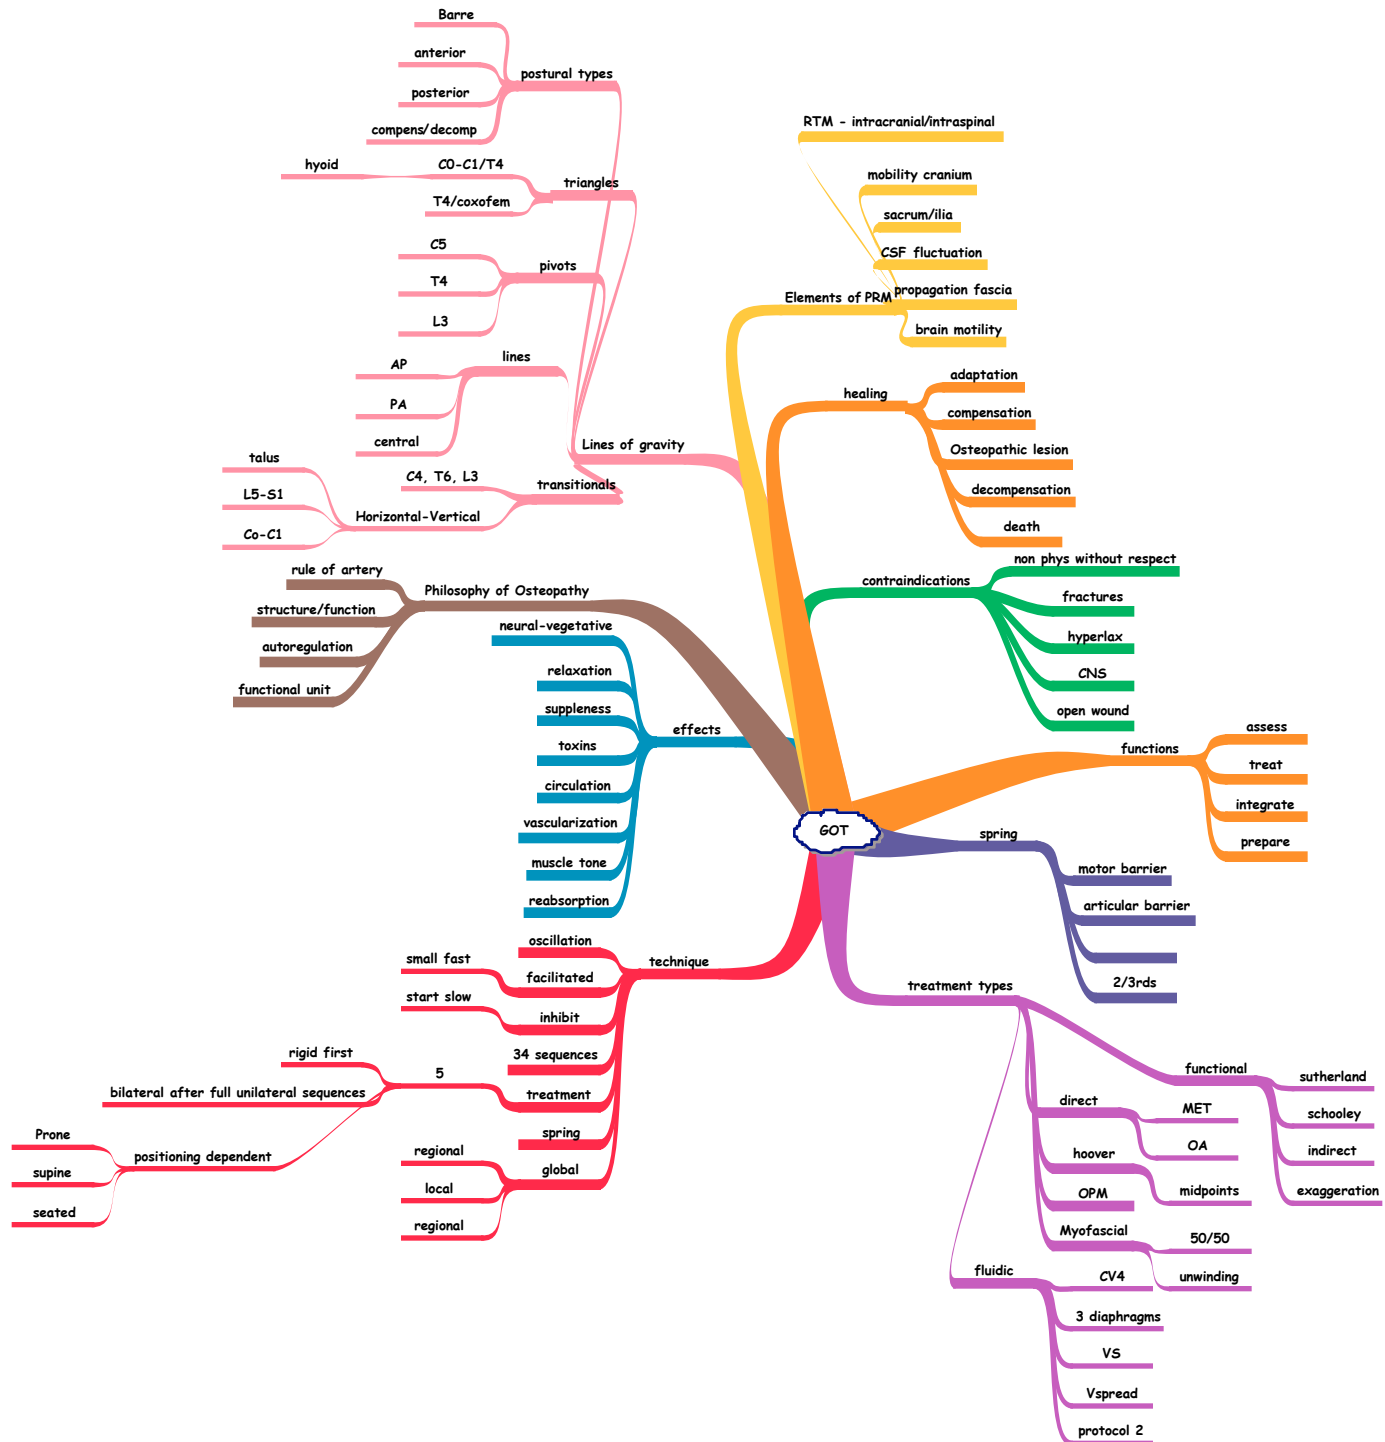 GOT
Lines of gravity
postural types
Barre
anterior
posterior
compens/decomp
triangles
C0-C1/T4
hyoid
T4/coxofem
pivots
C5
T4
L3
lines
AP
PA
central
transitionals
C4, T6, L3
Horizontal-Vertical
talus
L5-S1
Co-C1
Philosophy of Osteopathy
rule of artery
structure/function
autoregulation
functional unit
effects
neural-vegetative
relaxation
suppleness
toxins
circulation
vascularization
muscle tone
reabsorption
technique
oscillation
facilitated
small fast
inhibit
start slow
34 sequences
treatment
5
rigid first
bilateral after full unilateral sequences
positioning dependent
Prone
supine
seated
spring
global
regional
local
regional
Elements of PRM
RTM - intracranial/intraspinal
mobility cranium
sacrum/ilia
CSF fluctuation
propagation fascia
brain motility
healing
adaptation
compensation
Osteopathic lesion
decompensation
death
contraindications
non phys without respect
fractures
hyperlax
CNS
open wound
functions
assess
treat
integrate
prepare
spring
motor barrier
articular barrier
2/3rds
treatment types
functional
sutherland
schooley
indirect
exaggeration
direct
MET
OA
hoover
midpoints
OPM
Myofascial
50/50
unwinding
fluidic
CV4
3 diaphragms
VS
Vspread
protocol 2